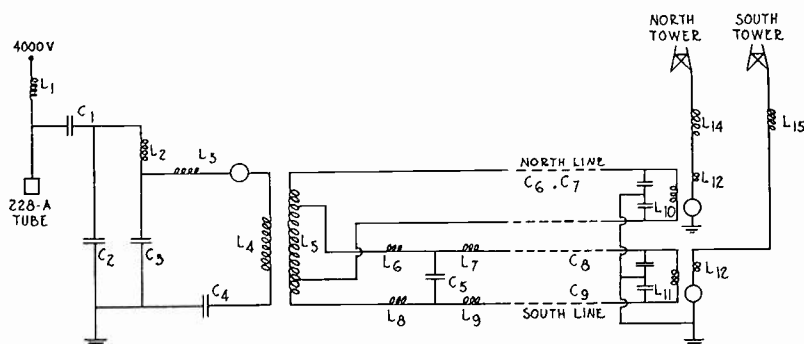 NORTH TOWER
SOUTH TOWER
4000 V
L1
C1
L2
L3
228-A TUBE
C2
C3
C4
L4
L5
NORTH LINE
C6 . C7
L6
L7
C5
L8
L9
C8
C9
SOUTH LINE
L10
L11
L12
L14
L15
L12